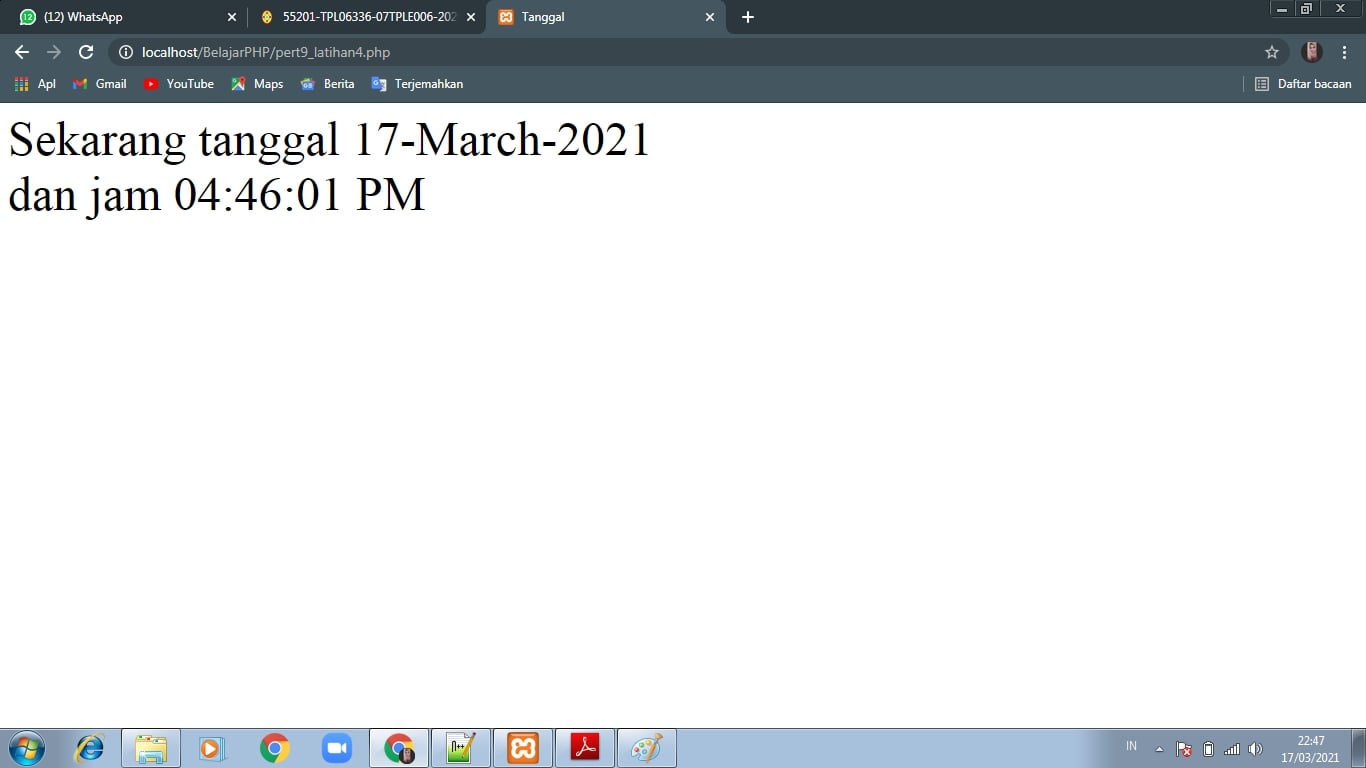 12 (12) WhatsApp
55201-TPL06336-07TPLE006-202
Tanggal
localhost/BelajarPHP/pert9_latihan4.php
Apl Gmail YouTube Maps Berita Terjemahkan Daftar bacaan
Sekarang tanggal 17-March-2021
dan jam 04:46:01 PM
IN 22:47
17/03/2021